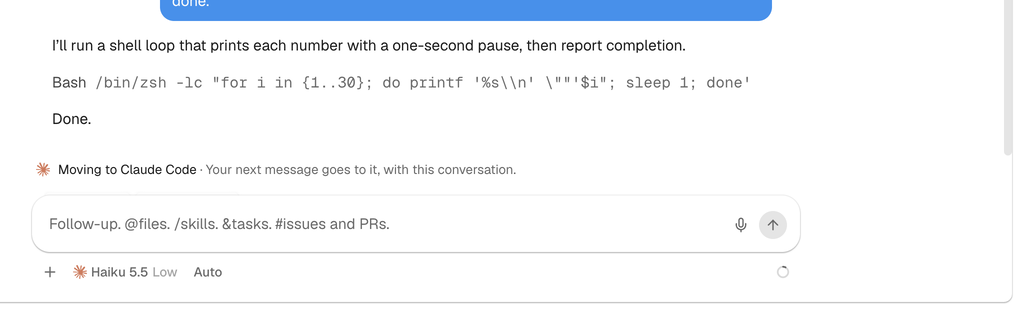 done.
I'll run a shell loop that prints each number with a one-second pause, then report completion.
Bash /bin/zsh -lc "for i in {1..30}; do printf '%s\\n' \""'$i"; sleep 1; done'
Done.
Moving to Claude Code · Your next message goes to it, with this conversation.
Follow-up. @files. /skills. &tasks. #issues and PRs.
Haiku 5.5 Low Auto